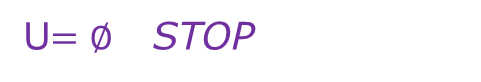 U= ∅ STOP